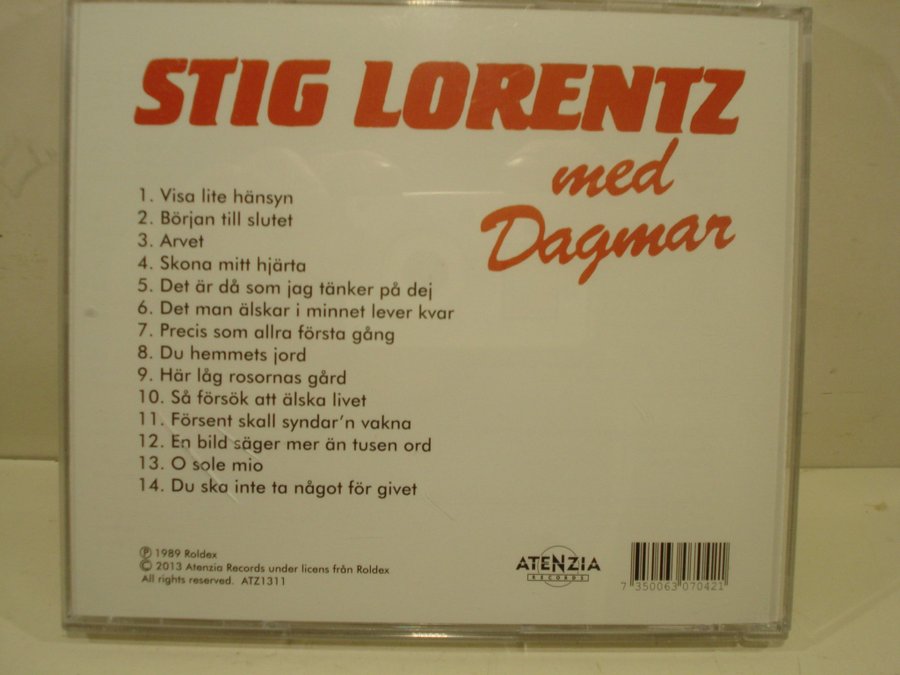 STIG LORENTZ
med
Dagmar
1. Visa lite hänsyn
2. Början till slutet
3. Arvet
4. Skona mitt hjärta
5. Det är då som jag tänker på dej
6. Det man älskar i minnet lever kvar
7. Precis som allra första gång
8. Du hemmets jord
9. Här låg rosornas gård
10. Så försök att älska livet
11. Försent skall syndar'n vakna
12. En bild säger mer än tusen ord
13. O sole mio
14. Du ska inte ta något för givet
℗ 1989 Roldex
© 2013 Atenzia Records under licens från Roldex
All rights reserved. ATZ1311
ATENZIA
RECORDS
7 350063 070421